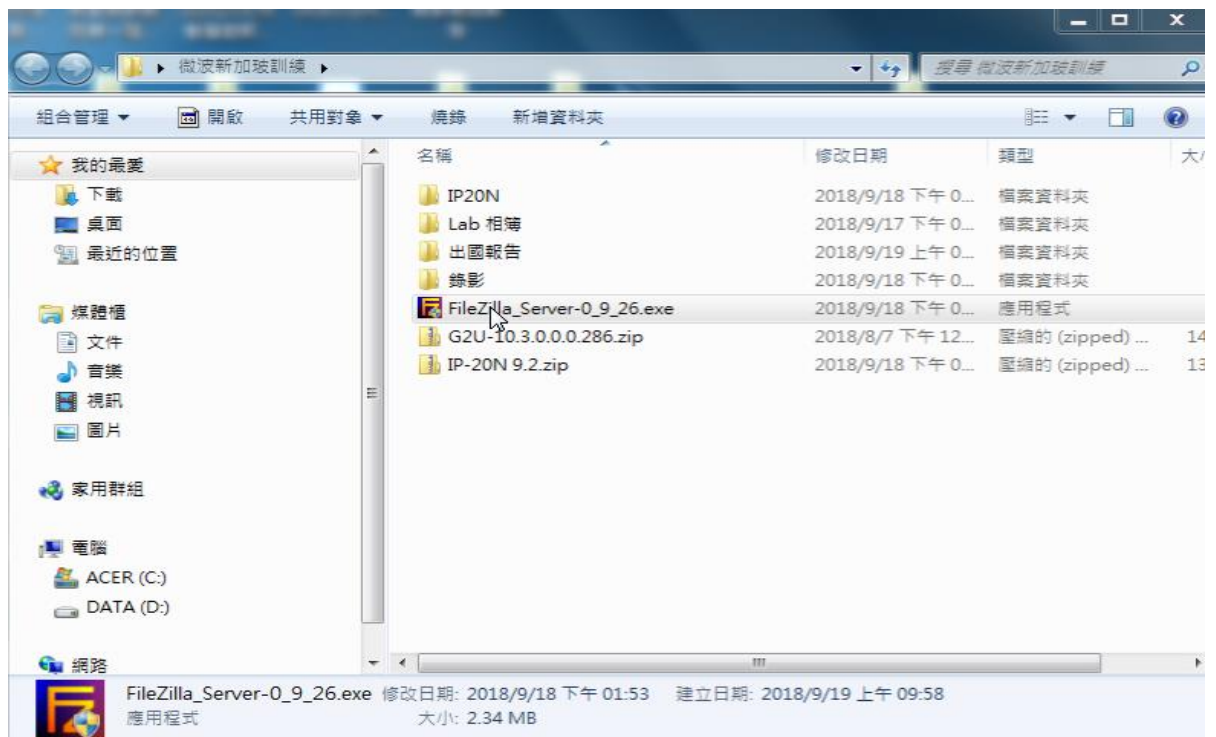 微波新加玻訓練
搜尋 微波新加玻訓練
組合管理 開啟 共用對象 燒錄 新增資料夾
我的最愛
下載
桌面
最近的位置
媒體櫃
文件
音樂
視訊
圖片
家用群組
電腦
ACER (C:)
DATA (D:)
網路
名稱 修改日期 類型 大
IP20N 2018/9/18 下午 0... 檔案資料夾
Lab 相簿 2018/9/17 下午 0... 檔案資料夾
出國報告 2018/9/19 上午 0... 檔案資料夾
錄影 2018/9/18 下午 0... 檔案資料夾
FileZilla_Server-0_9_26.exe 2018/9/18 下午 0... 應用程式
G2U-10.3.0.0.0.286.zip 2018/8/7 下午 12... 壓縮的 (zipped) ... 14
IP-20N 9.2.zip 2018/9/18 下午 0... 壓縮的 (zipped) ... 13
FileZilla_Server-0_9_26.exe 修改日期: 2018/9/18 下午 01:53 建立日期: 2018/9/19 上午 09:58
應用程式 大小: 2.34 MB